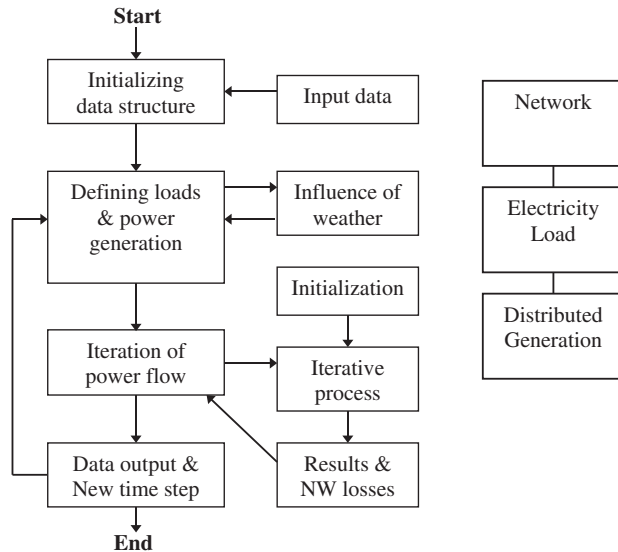 Start
Initializing
data structure
Input data
Defining loads
& power
generation
Influence of
weather
Initialization
Iteration of
power flow
Iterative
process
Data output &
New time step
Results &
NW losses
End
Network
Electricity
Load
Distributed
Generation